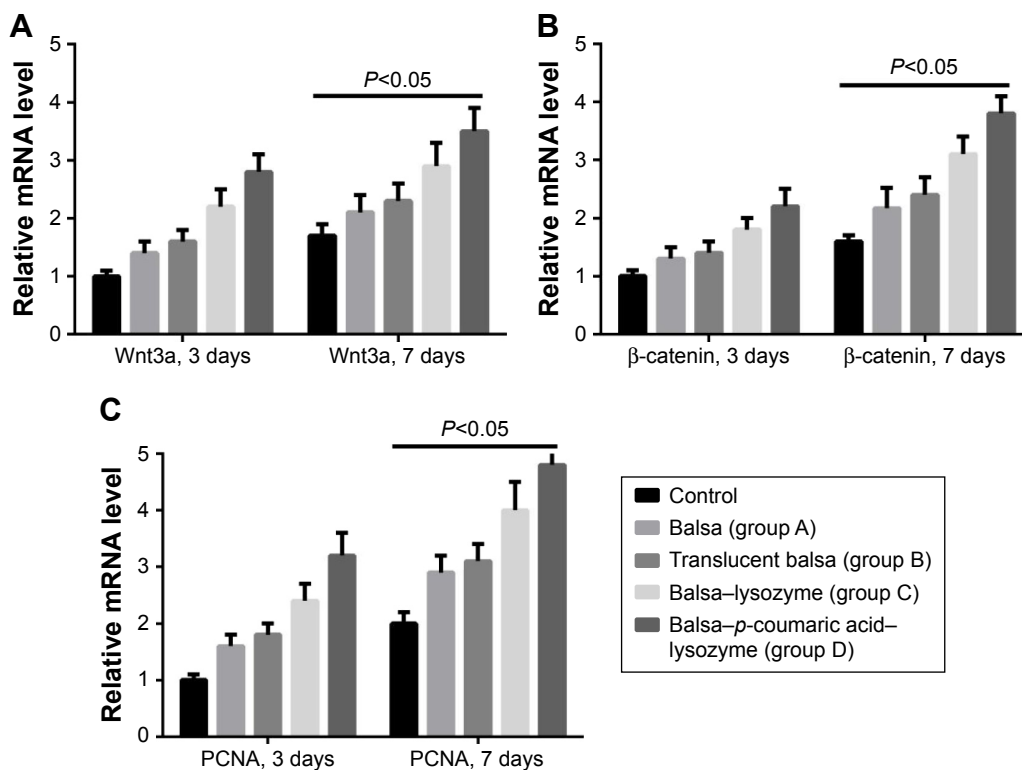 A
Relative mRNA level
5
4
3
2
1
0
P<0.05
Wnt3a, 3 days
Wnt3a, 7 days
B
Relative mRNA level
5
4
3
2
1
0
P<0.05
β-catenin, 3 days
β-catenin, 7 days
C
Relative mRNA level
5
4
3
2
1
0
P<0.05
PCNA, 3 days
PCNA, 7 days
Control
Balsa (group A)
Translucent balsa (group B)
Balsa–lysozyme (group C)
Balsa–p-coumaric acid–
lysozyme (group D)